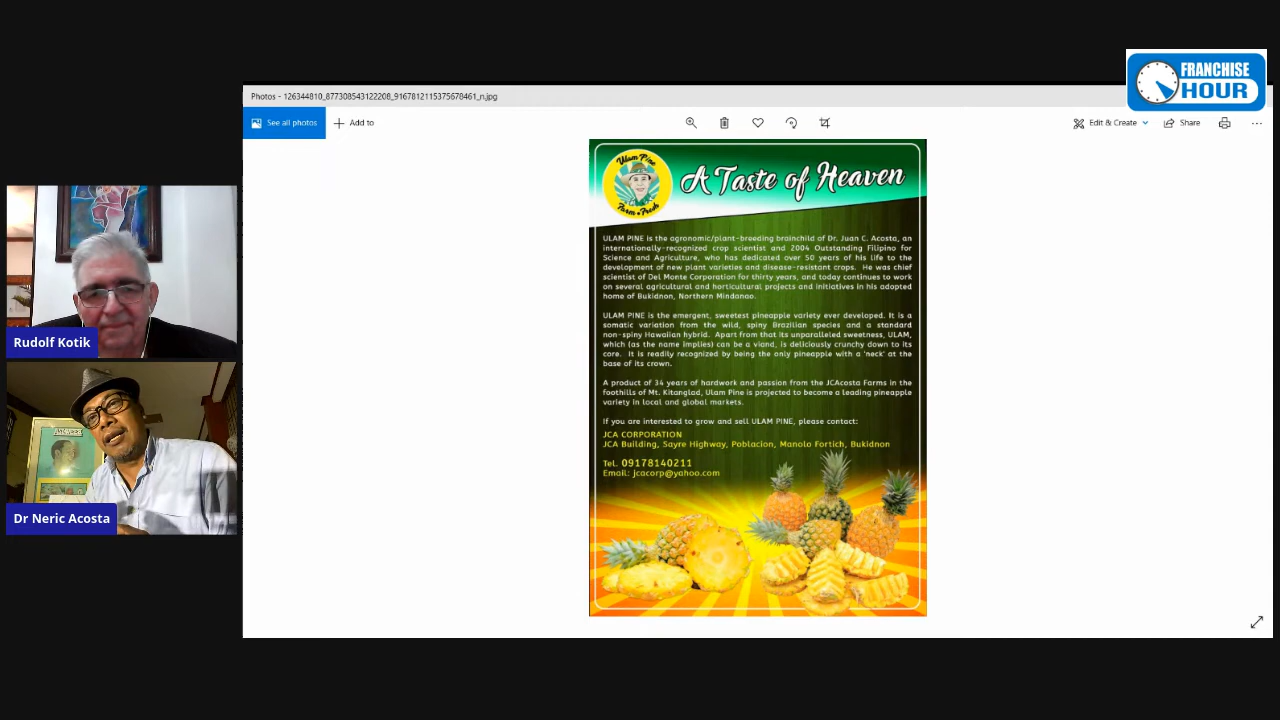 FRANCHISE
HOUR
Photos - 126344810_877308543122208_9167812115375678461_n.jpg
See all photos
Add to
Edit & Create
Share
Ulam Pine
Farm Fresh
A Taste of Heaven
ULAM PINE is the agronomic/plant-breeding brainchild of Dr. Juan C. Acosta, an
internationally-recognized crop scientist and 2004 Outstanding Filipino for
Science and Agriculture, who has dedicated over 50 years of his life to the
development of new plant varieties and disease-resistant crops. He was chief
scientist of Del Monte Corporation for thirty years, and today continues to work
on several agricultural and horticultural projects and initiatives in his adopted
home of Bukidnon, Northern Mindanao.
ULAM PINE is the emergent, sweetest pineapple variety ever developed. It is a
somatic variation from the wild, spiny Brazilian species and a standard
non-spiny Hawaiian hybrid. Apart from that its unparalleled sweetness, ULAM,
which (as the name implies) can be a viand, is deliciously crunchy down to its
core. It is readily recognized by being the only pineapple with a 'neck' at the
base of its crown.
A product of 34 years of hardwork and passion from the JCAcosta Farms in the
foothills of Mt. Kitanglad, Ulam Pine is projected to become a leading pineapple
variety in local and global markets.
If you are interested to grow and sell ULAM PINE, please contact:
JCA CORPORATION
JCA Building, Sayre Highway, Poblacion, Manolo Fortich, Bukidnon
Tel. 09178140211
Email: jcacorp@yahoo.com
Rudolf Kotik
Dr Neric Acosta